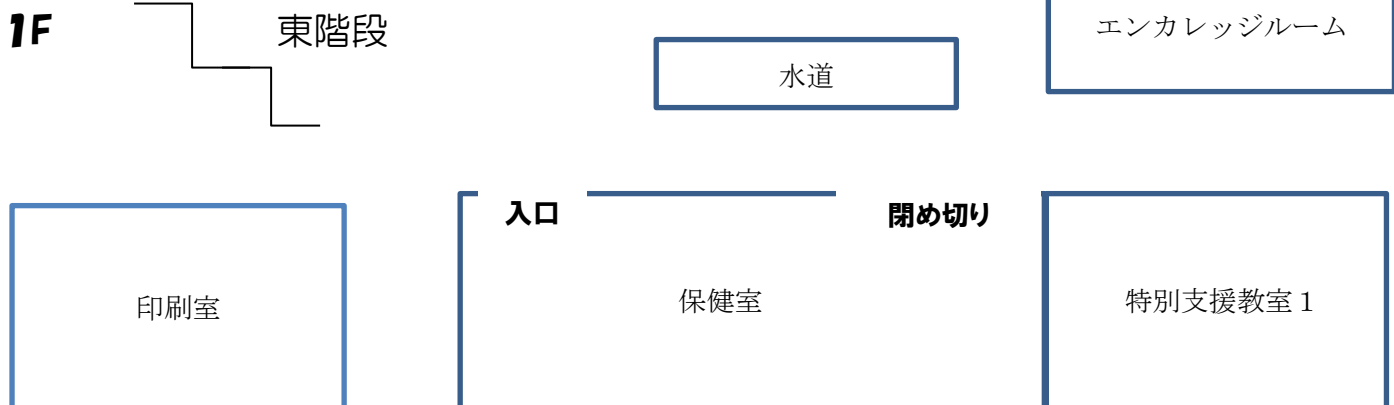 1F
東階段
エンカレッジルーム
水道
入口
閉め切り
印刷室
保健室
特別支援教室１